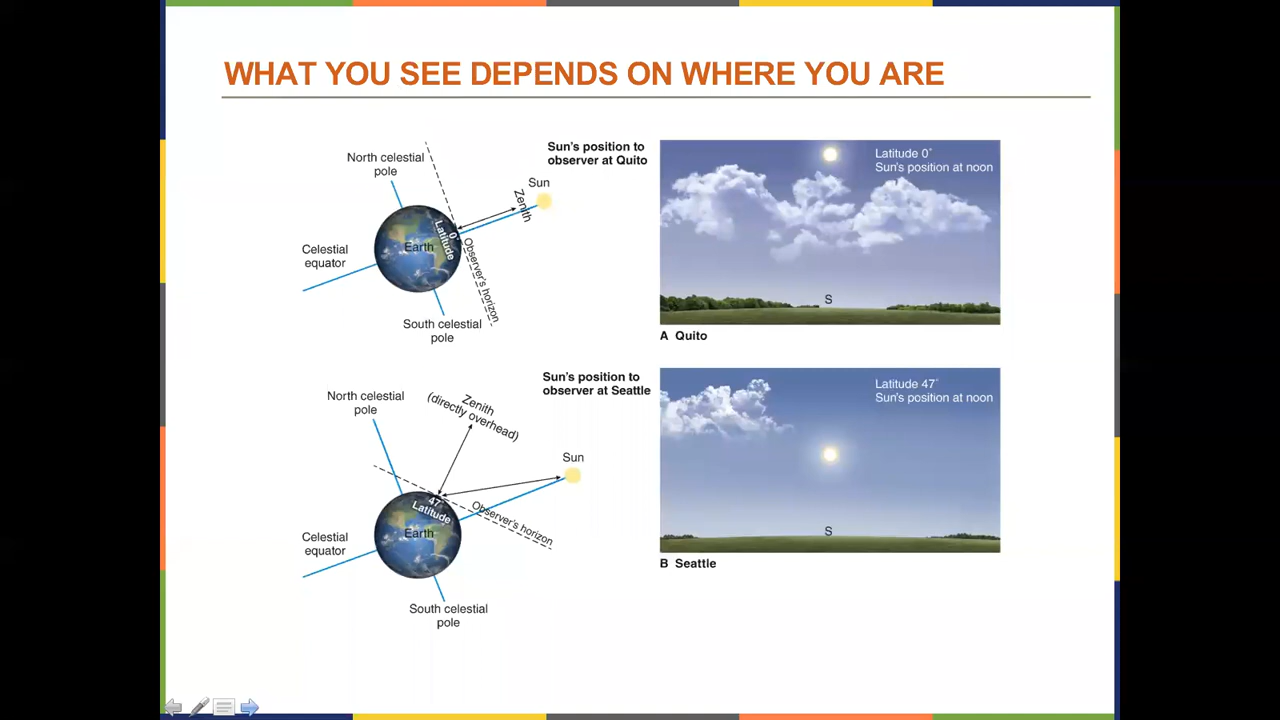 WHAT YOU SEE DEPENDS ON WHERE YOU ARE
Sun's position to
observer at Quito
North celestial
pole
Sun
Zenith
0°
Latitude
Earth
Observer's horizon
Celestial
equator
South celestial
pole
Latitude 0°
Sun's position at noon
S
A Quito
Sun's position to
observer at Seattle
North celestial
pole
Zenith
(directly overhead)
Sun
47°
Latitude
Earth
Observer's horizon
Celestial
equator
South celestial
pole
Latitude 47°
Sun's position at noon
S
B Seattle